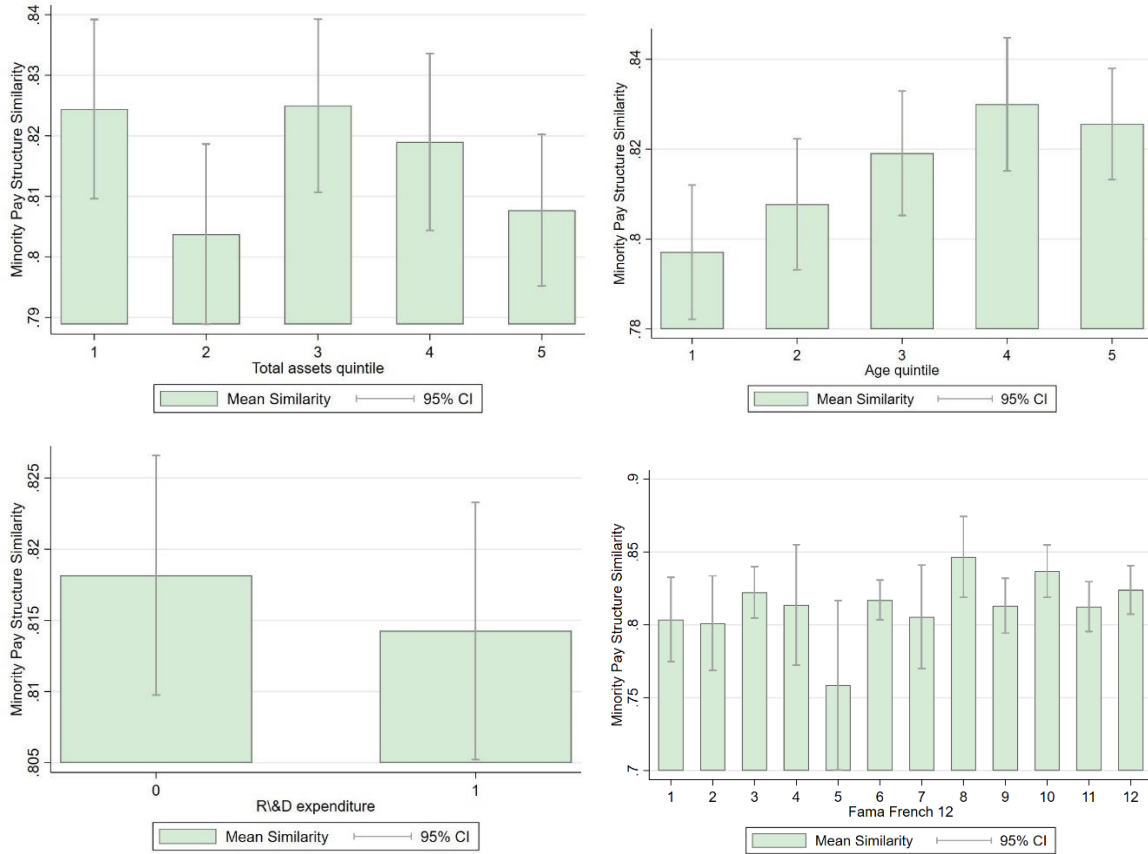 Minority Pay Structure Similarity
.84
.83
.82
.81
.8
.79
1 2 3 4 5
Total assets quintile
Mean Similarity 95% CI
Minority Pay Structure Similarity
.84
.82
.8
.78
1 2 3 4 5
Age quintile
Mean Similarity 95% CI
Minority Pay Structure Similarity
.825
.82
.815
.81
.805
0 1
R\&D expenditure
Mean Similarity 95% CI
Minority Pay Structure Similarity
.9
.85
.8
.75
.7
1 2 3 4 5 6 7 8 9 10 11 12
Fama French 12
Mean Similarity 95% CI